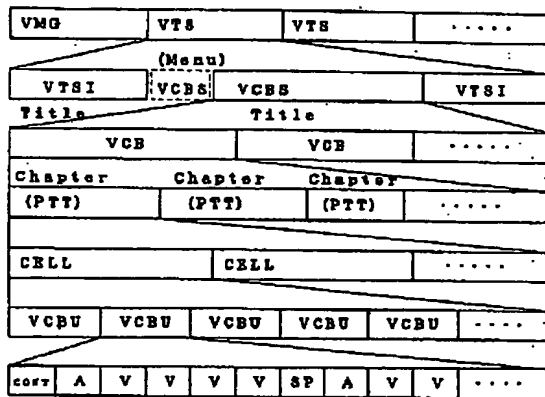 VMG VTS VTS .....
(Menu)
VTSI VCBS VCBS VTSI
Title Title
VCB VCB .....
Chapter Chapter Chapter
(PTT) (PTT) (PTT) .....
CELL CELL .....
VCBU VCBU VCBU VCBU VCBU ....
CONT A V V V V SP A V V ....